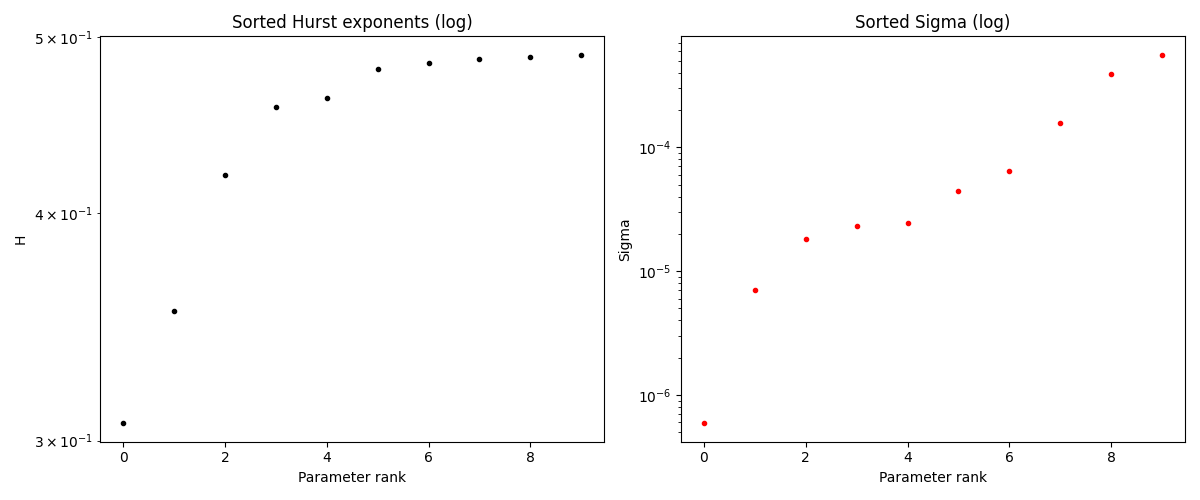 Sorted Hurst exponents (log)
5 × 10⁻¹
4 × 10⁻¹
3 × 10⁻¹
H
0 2 4 6 8
Parameter rank
Sorted Sigma (log)
10⁻⁴
10⁻⁵
10⁻⁶
Sigma
0 2 4 6 8
Parameter rank